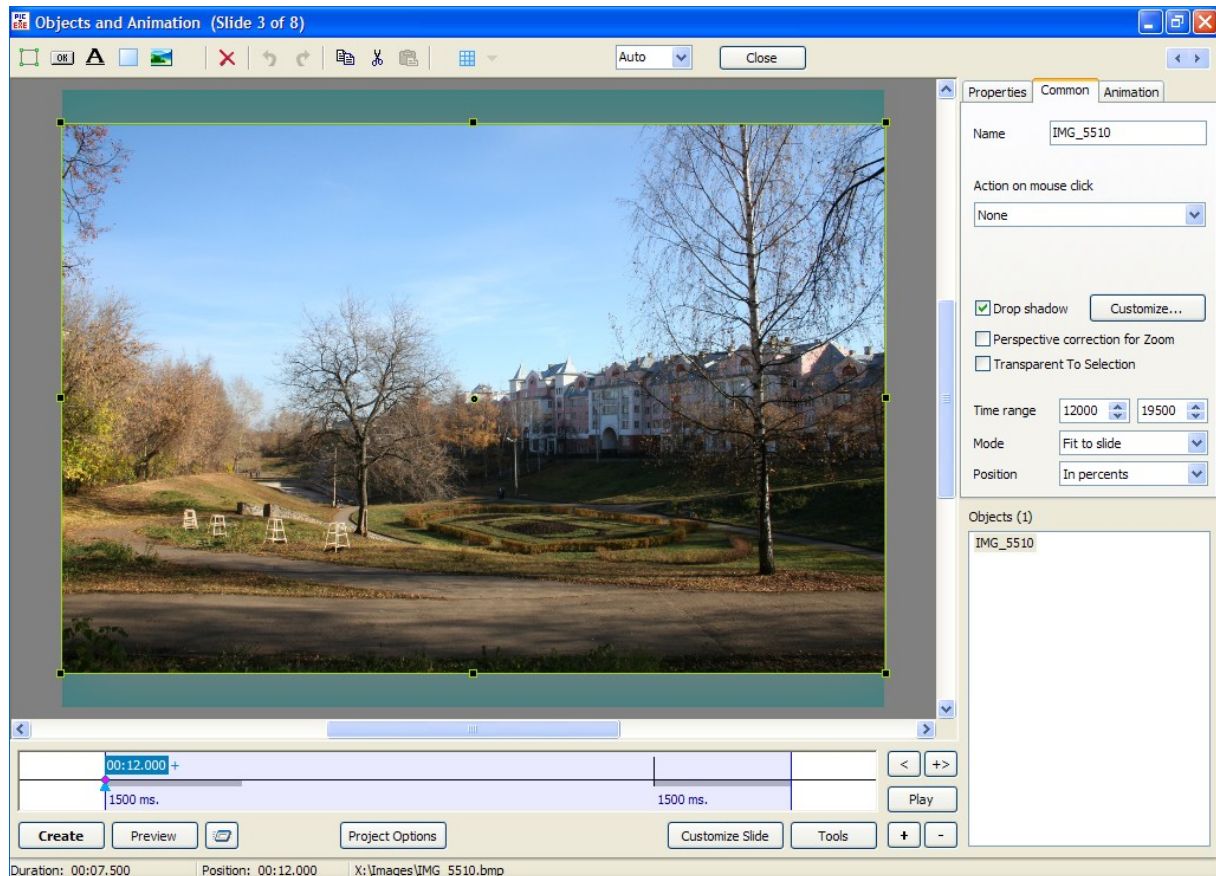 PIC EXE Objects and Animation (Slide 3 of 8)
OK A Auto Close
Properties Common Animation
Name IMG_5510
Action on mouse click
None
Drop shadow Customize...
Perspective correction for Zoom
Transparent To Selection
Time range 12000 19500
Mode Fit to slide
Position In percents
Objects (1)
IMG_5510
00:12.000 +
1500 ms. 1500 ms.
< +>
Play
Create Preview Project Options Customize Slide Tools + -
Duration: 00:07.500 Position: 00:12.000 X:\Images\IMG_5510.bmp